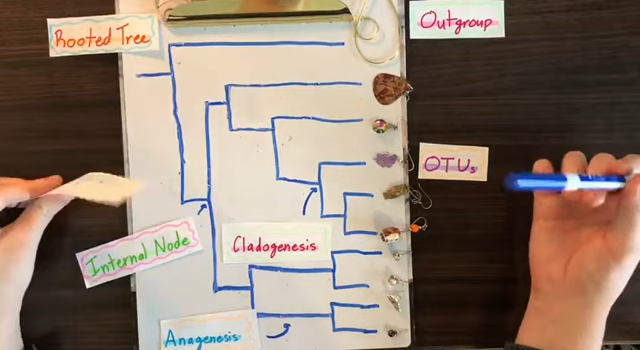 Rooted Tree
Outgroup
OTUs
Internal Node
Cladogenesis
Anagenesis